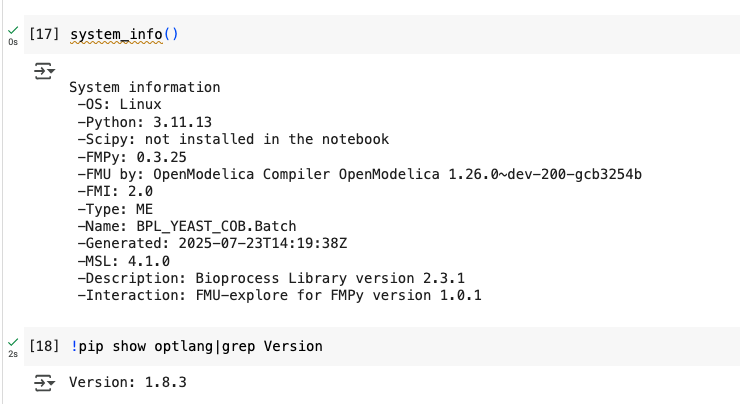 [17] system_info()
0s
System information
-OS: Linux
-Python: 3.11.13
-Scipy: not installed in the notebook
-FMPy: 0.3.25
-FMU by: OpenModelica Compiler OpenModelica 1.26.0~dev-200-gcb3254b
-FMI: 2.0
-Type: ME
-Name: BPL_YEAST_COB.Batch
-Generated: 2025-07-23T14:19:38Z
-MSL: 4.1.0
-Description: Bioprocess Library version 2.3.1
-Interaction: FMU-explore for FMPy version 1.0.1
[18] !pip show optlang|grep Version
2s
Version: 1.8.3